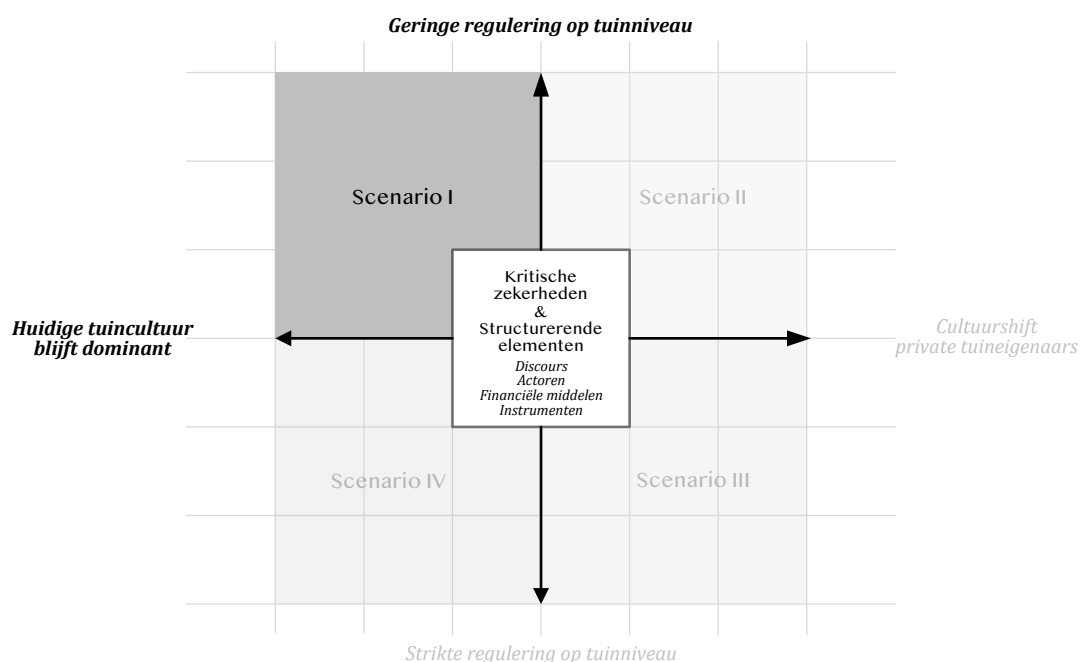 Geringe regulering op tuinniveau
Scenario I
Scenario II
Kritische
zekerheden
&
Structurerende
elementen
Discours
Actoren
Financiële middelen
Instrumenten
Huidige tuincultuur
blijft dominant
Cultuurshift
private tuineigenaars
Scenario IV
Scenario III
Strikte regulering op tuinniveau